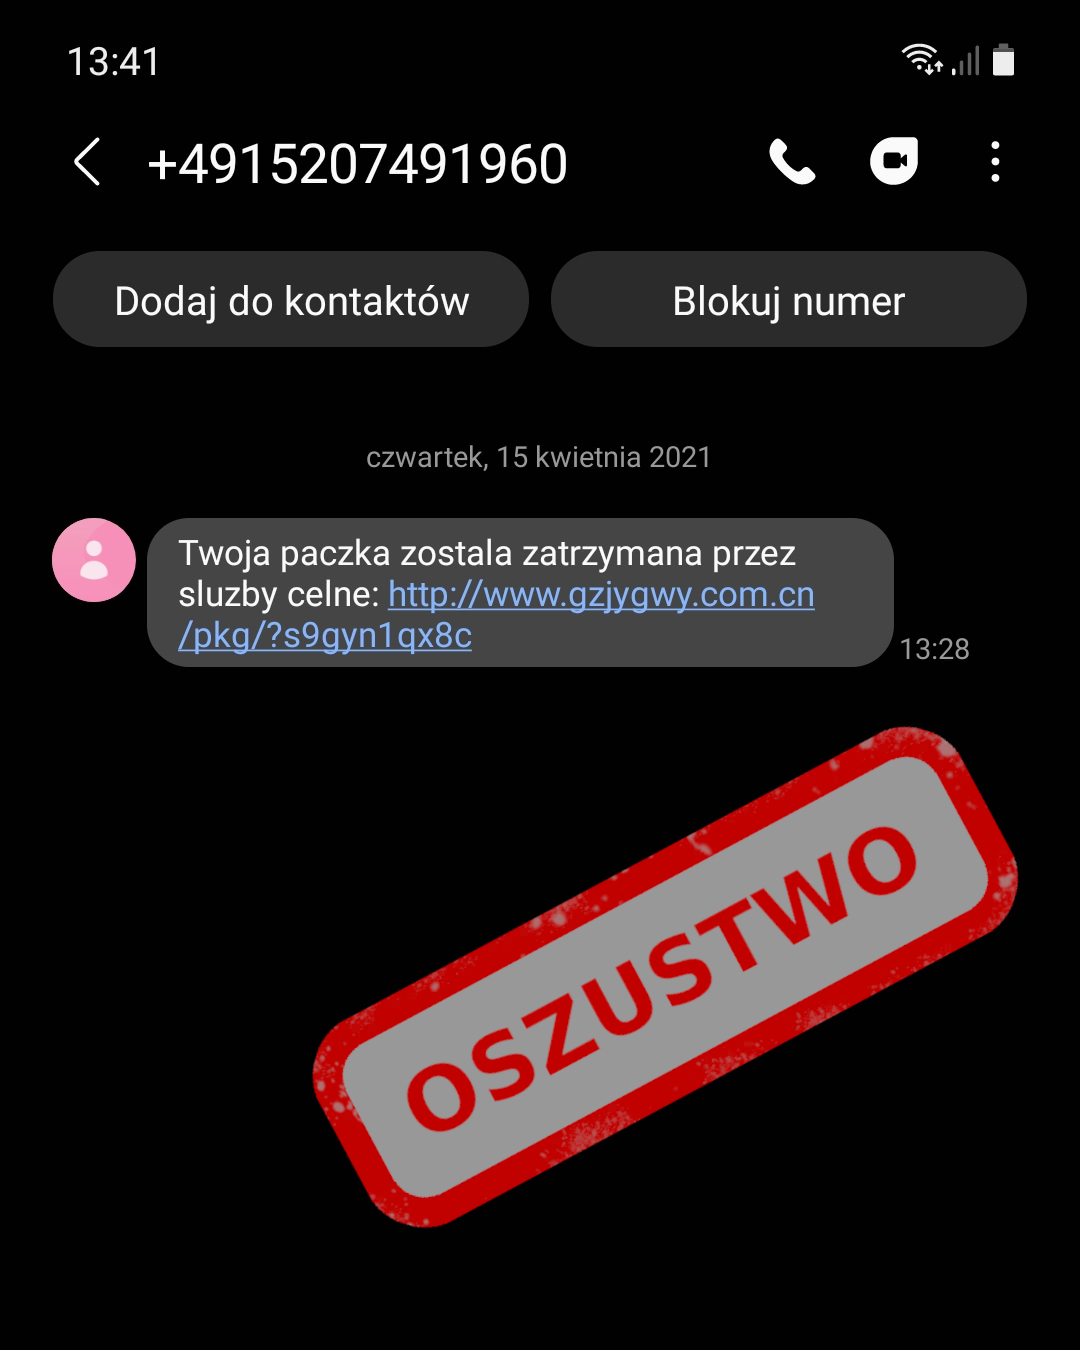 13:41
+4915207491960
Dodaj do kontaktów
Blokuj numer
czwartek, 15 kwietnia 2021
Twoja paczka zostala zatrzymana przez
sluzby celne: http://www.gzjygwy.com.cn
/pkg/?s9gyn1qx8c
13:28
OSZUSTWO